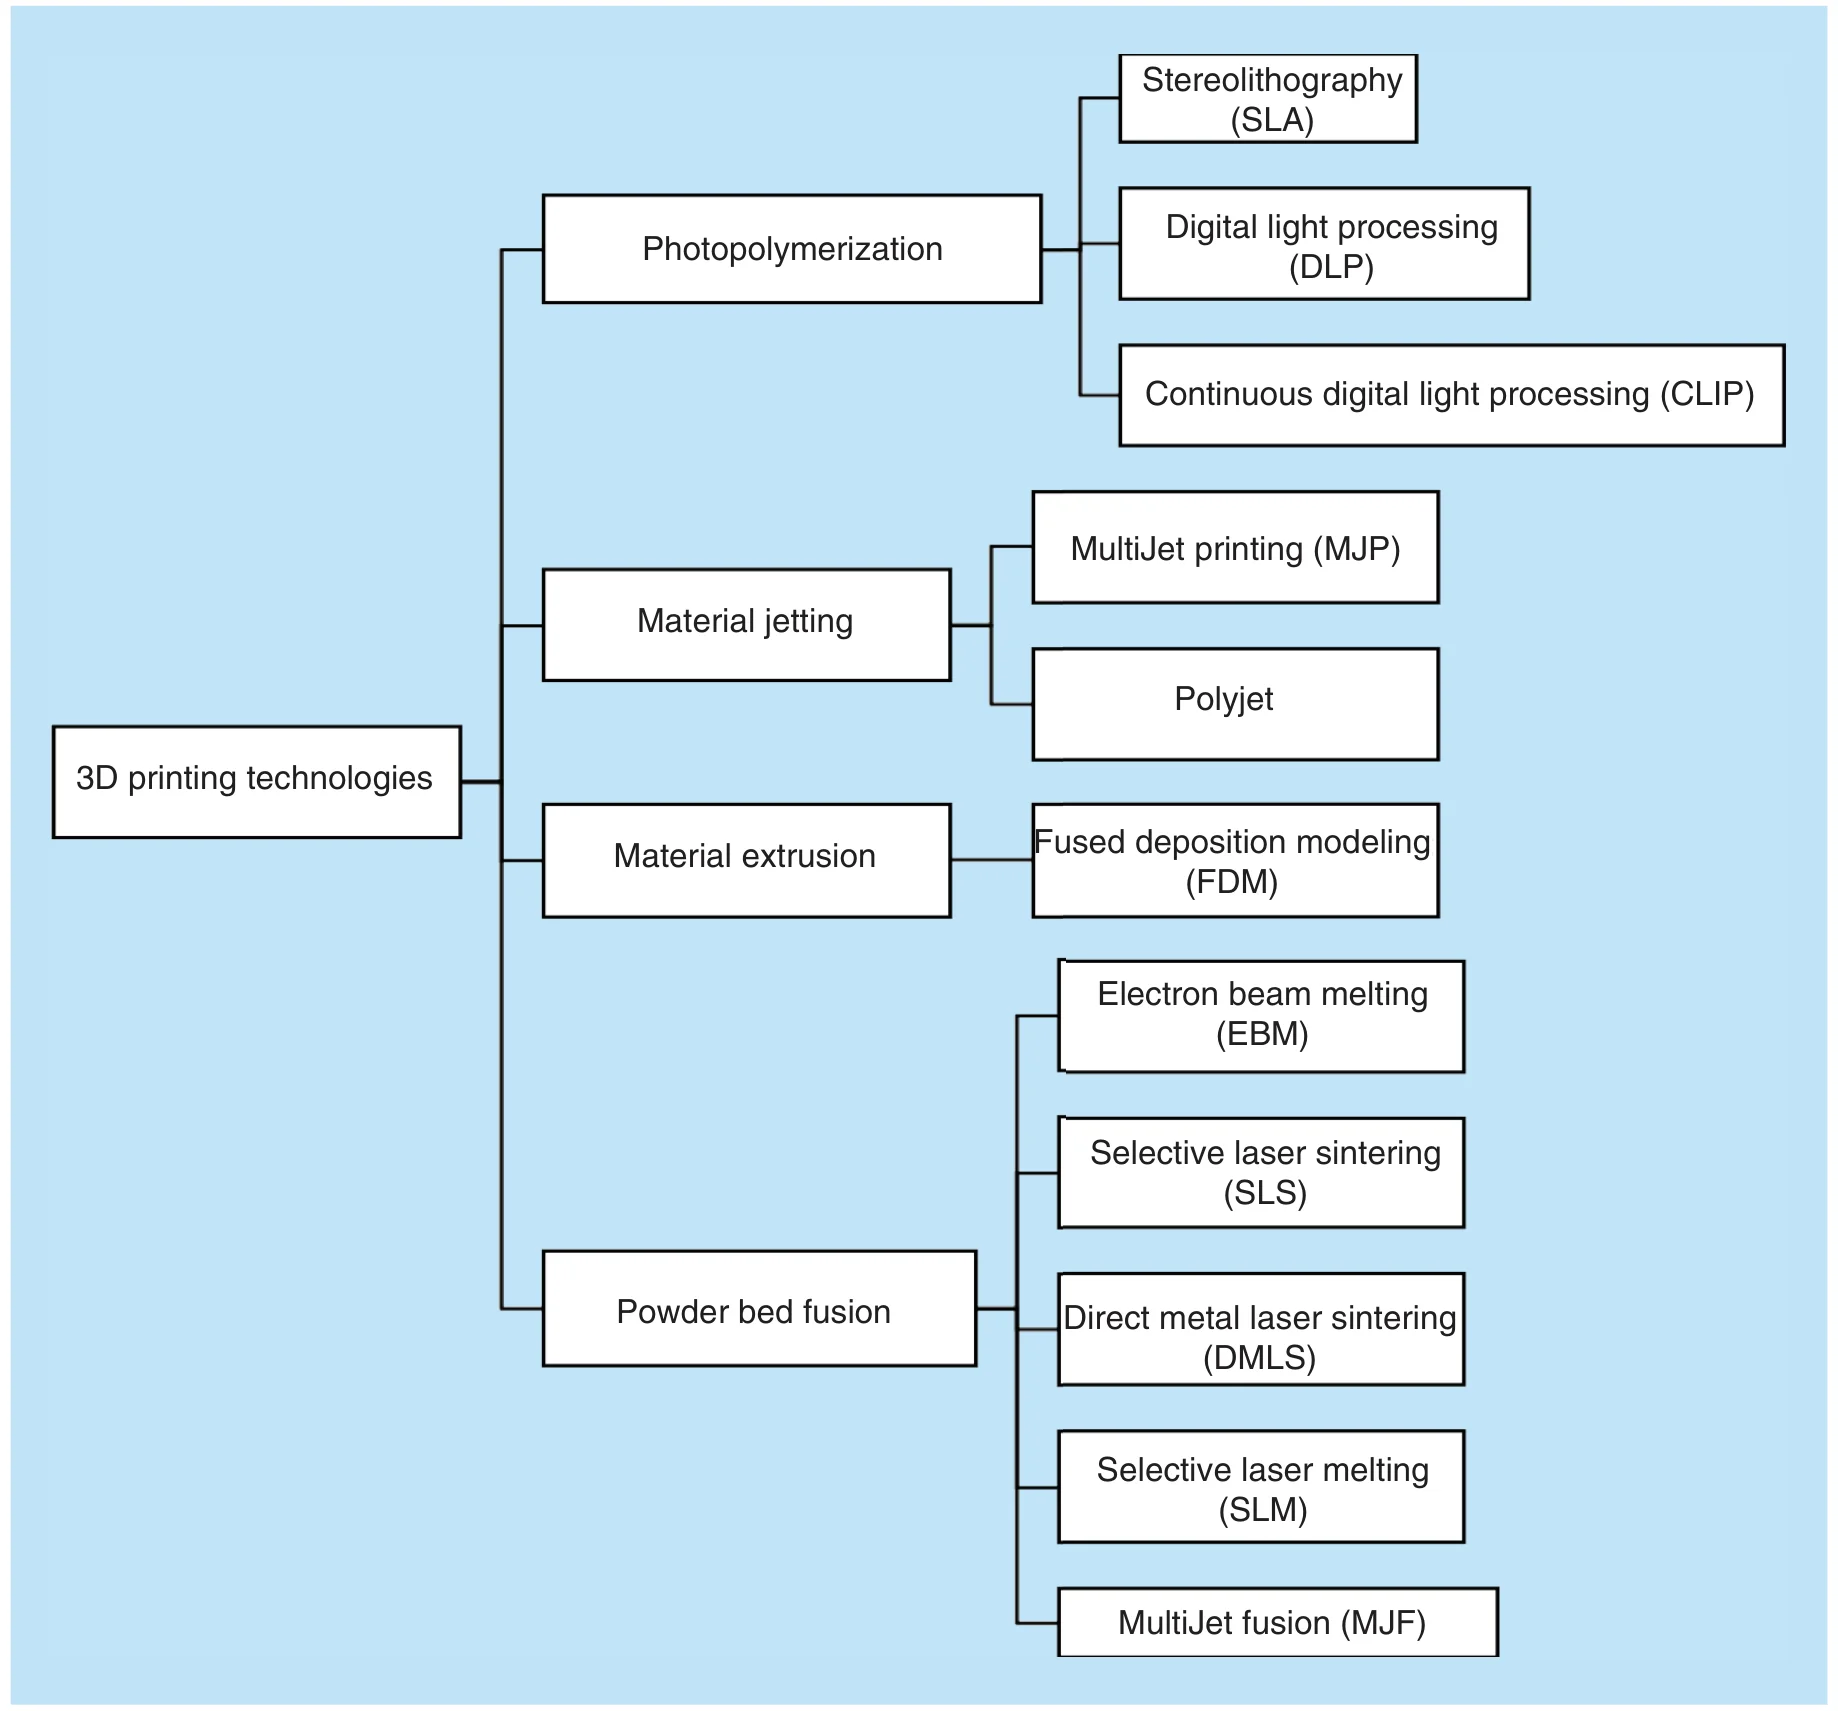 3D printing technologies
Photopolymerization
Stereolithography
(SLA)
Digital light processing
(DLP)
Continuous digital light processing (CLIP)
Material jetting
MultiJet printing (MJP)
Polyjet
Material extrusion
Fused deposition modeling
(FDM)
Powder bed fusion
Electron beam melting
(EBM)
Selective laser sintering
(SLS)
Direct metal laser sintering
(DMLS)
Selective laser melting
(SLM)
MultiJet fusion (MJF)